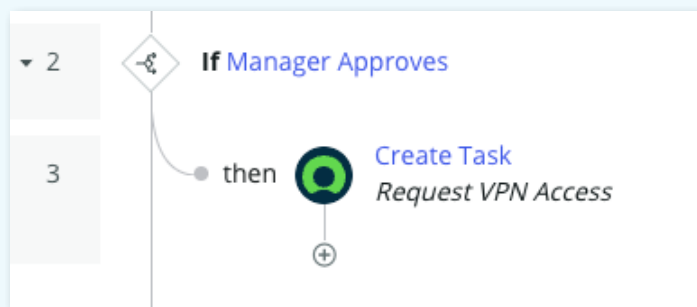 2
If Manager Approves
3
then
Create Task
Request VPN Access